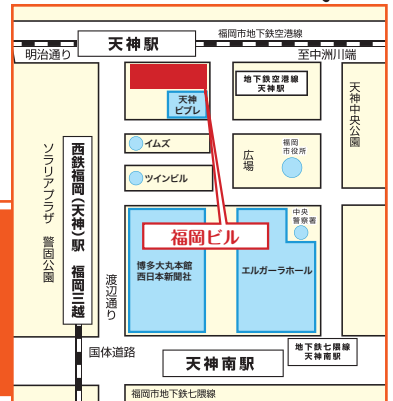 福岡市地下鉄空港線
天神駅
明治通り
至中洲川端
地下鉄空港線
天神駅
天神
ビブレ
天神中央公園
イムズ
福岡
市役所
広場
ツインビル
ソラリアプラザ
警固公園
西鉄福岡(天神)駅
福岡三越
中央
警察署
福岡ビル
博多大丸本館
西日本新聞社
エルガーラホール
渡辺通り
国体道路
地下鉄七隈線
天神南駅
天神南駅
福岡市地下鉄七隈線